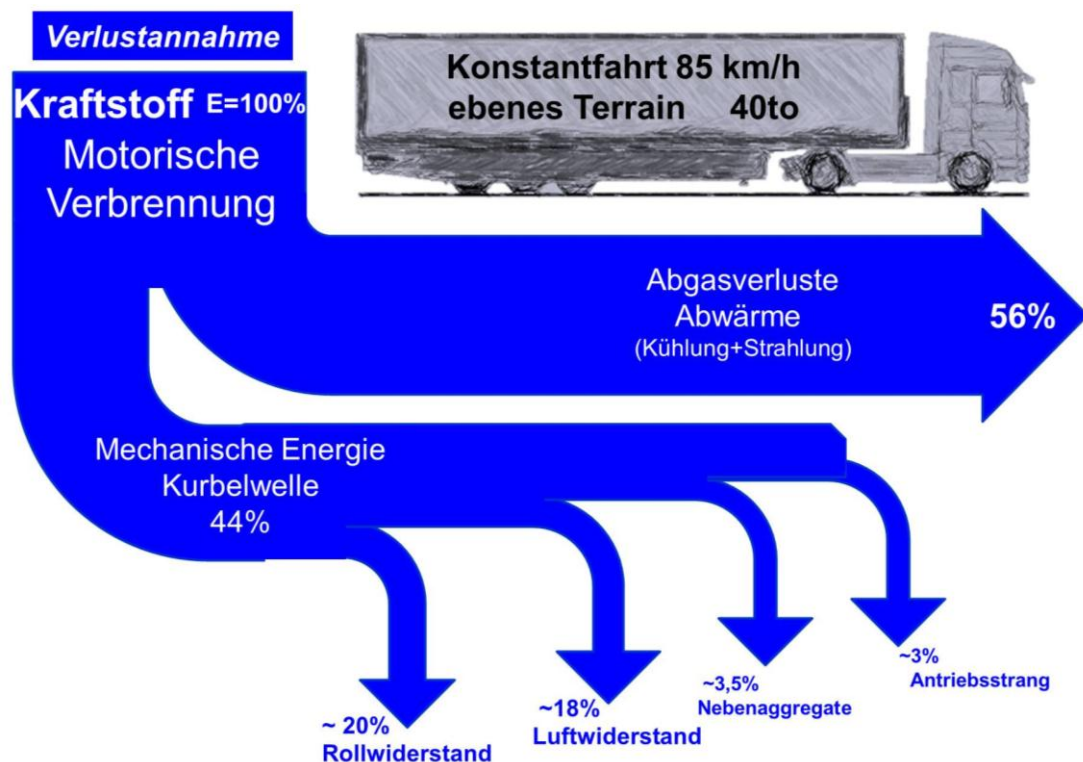 Verlustannahme
Kraftstoff E=100%
Motorische
Verbrennung
Konstantfahrt 85 km/h
ebenes Terrain 40to
Abgasverluste
Abwärme
(Kühlung+Strahlung)
56%
Mechanische Energie
Kurbelwelle
44%
~ 20%
Rollwiderstand
~18%
Luftwiderstand
~3,5%
Nebenaggregate
~3%
Antriebsstrang